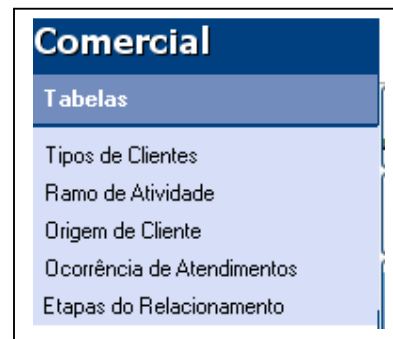 Comercial
Tabelas
Tipos de Clientes
Ramo de Atividade
Origem de Cliente
Ocorrência de Atendimentos
Etapas do Relacionamento